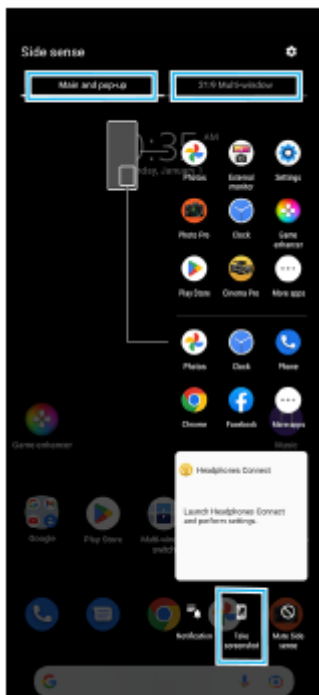 Side sense
Main and pop-up
21:9 Multi-window
AM
Photos
External
monitor
Settings
Photo Pro
Clock
Game
enhancer
Play Store
Cinema Pro
More apps
Photos
Clock
Phone
Chrome
Facebook
More apps
Game enhancer
Music
Headphones Connect
Launch Headphones Connect
and perform settings.
Google
Play Store
Notification
Take
screenshot
Mute Side
sense